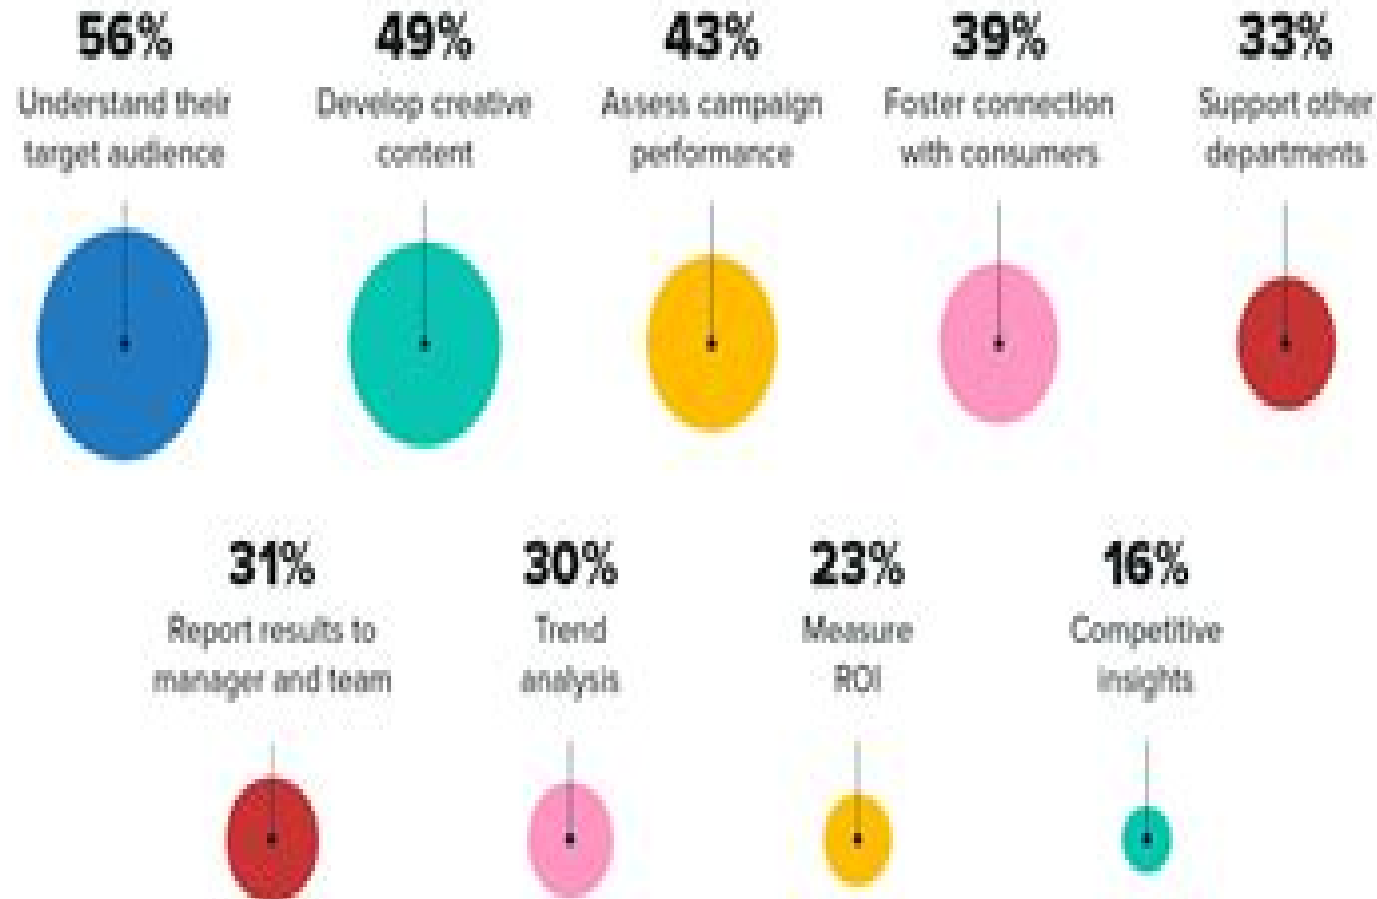 56%
Understand their
target audience
49%
Develop creative
content
43%
Assess campaign
performance
39%
Foster connection
with consumers
33%
Support other
departments
31%
Report results to
manager and team
30%
Trend
analysis
23%
Measure
ROI
16%
Competitive
insights